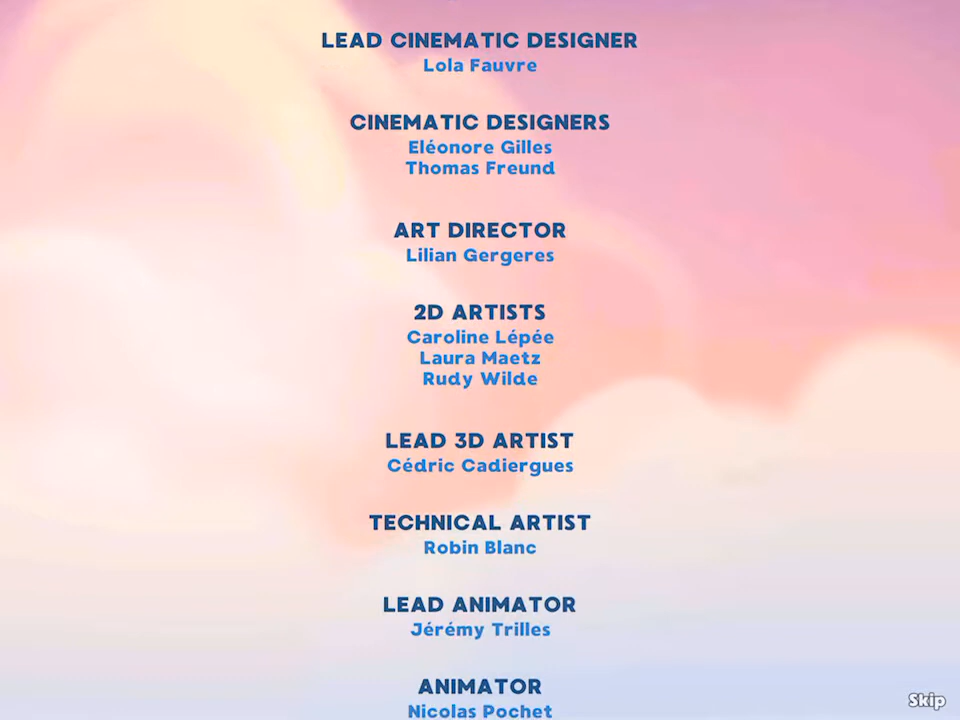 LEAD CINEMATIC DESIGNER
Lola Fauvre
CINEMATIC DESIGNERS
Eléonore Gilles
Thomas Freund
ART DIRECTOR
Lilian Gergeres
2D ARTISTS
Caroline Lépée
Laura Maetz
Rudy Wilde
LEAD 3D ARTIST
Cédric Cadiergues
TECHNICAL ARTIST
Robin Blanc
LEAD ANIMATOR
Jérémy Trilles
ANIMATOR
Nicolas Pochet
Skip